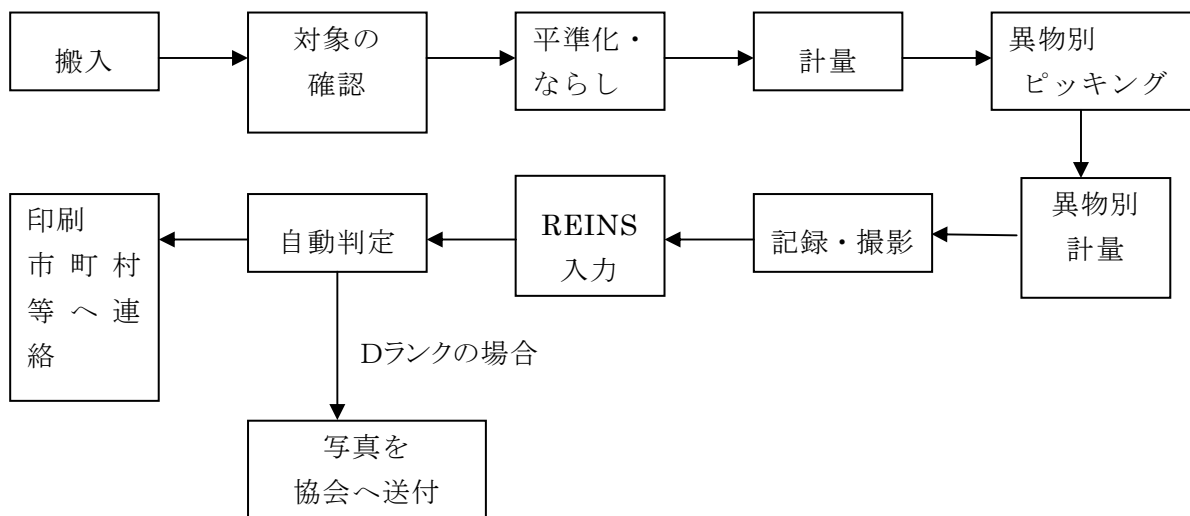 搬入
対象の
確認
平準化・
ならし
計量
異物別
ピッキング
異物別
計量
記録・撮影
REINS
入力
自動判定
印刷
市町村
等へ連
絡
Dランクの場合
写真を
協会へ送付